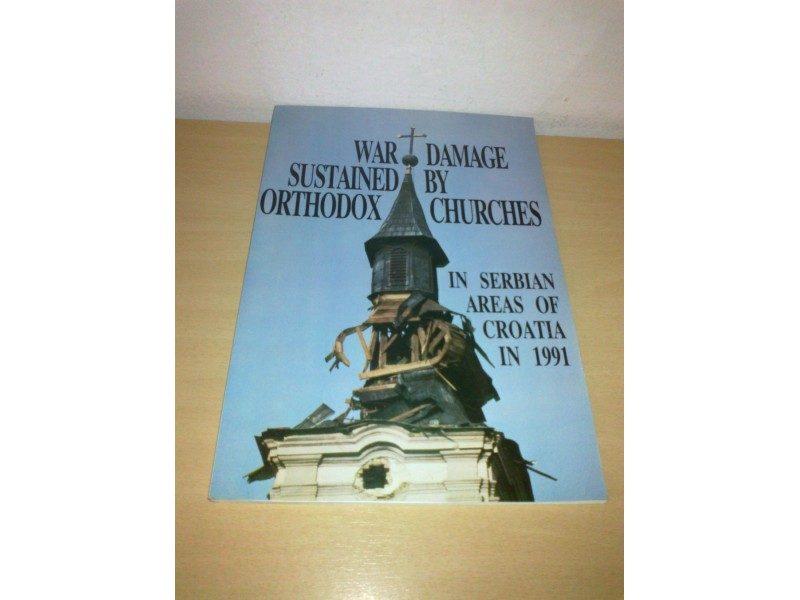 WAR DAMAGE
SUSTAINED BY
ORTHODOX CHURCHES
IN SERBIAN
AREAS OF
CROATIA
IN 1991